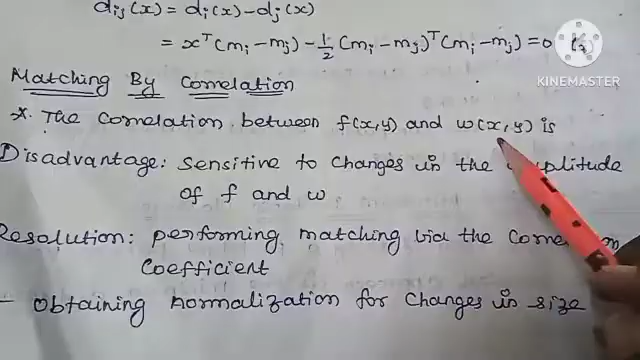 dij(x) = di(x) - dj(x)
= xᵀ(mi - mj) - 1/2 (mi - mj)ᵀ(mi - mj) = 0
KINEMASTER
Matching By Correlation
* The Correlation between f(x,y) and w(x,y) is
Disadvantage: sensitive to changes in the amplitude
of f and w
Resolution: performing matching via the
Coefficient
- obtaining normalization for changes in size